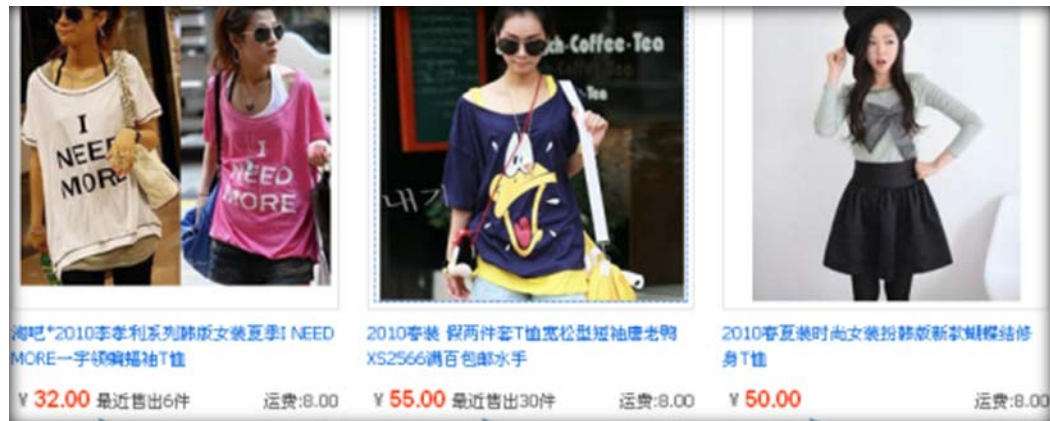 I
NEED
MORE
I
NEED
MORE
ch·Coffee·Tea
Tea
내가
淘吧*2010李孝利系列韩版女装夏季I NEED
MORE一字领蝙蝠袖T恤
¥ 32.00 最近售出6件 运费:8.00
2010春装 假两件套T恤宽松型短袖唐老鸭
XS2566满百包邮水手
¥ 55.00 最近售出30件 运费:8.00
2010春夏装时尚女装扮韩版新款蝴蝶结修
身T恤
¥ 50.00 运费:8.00